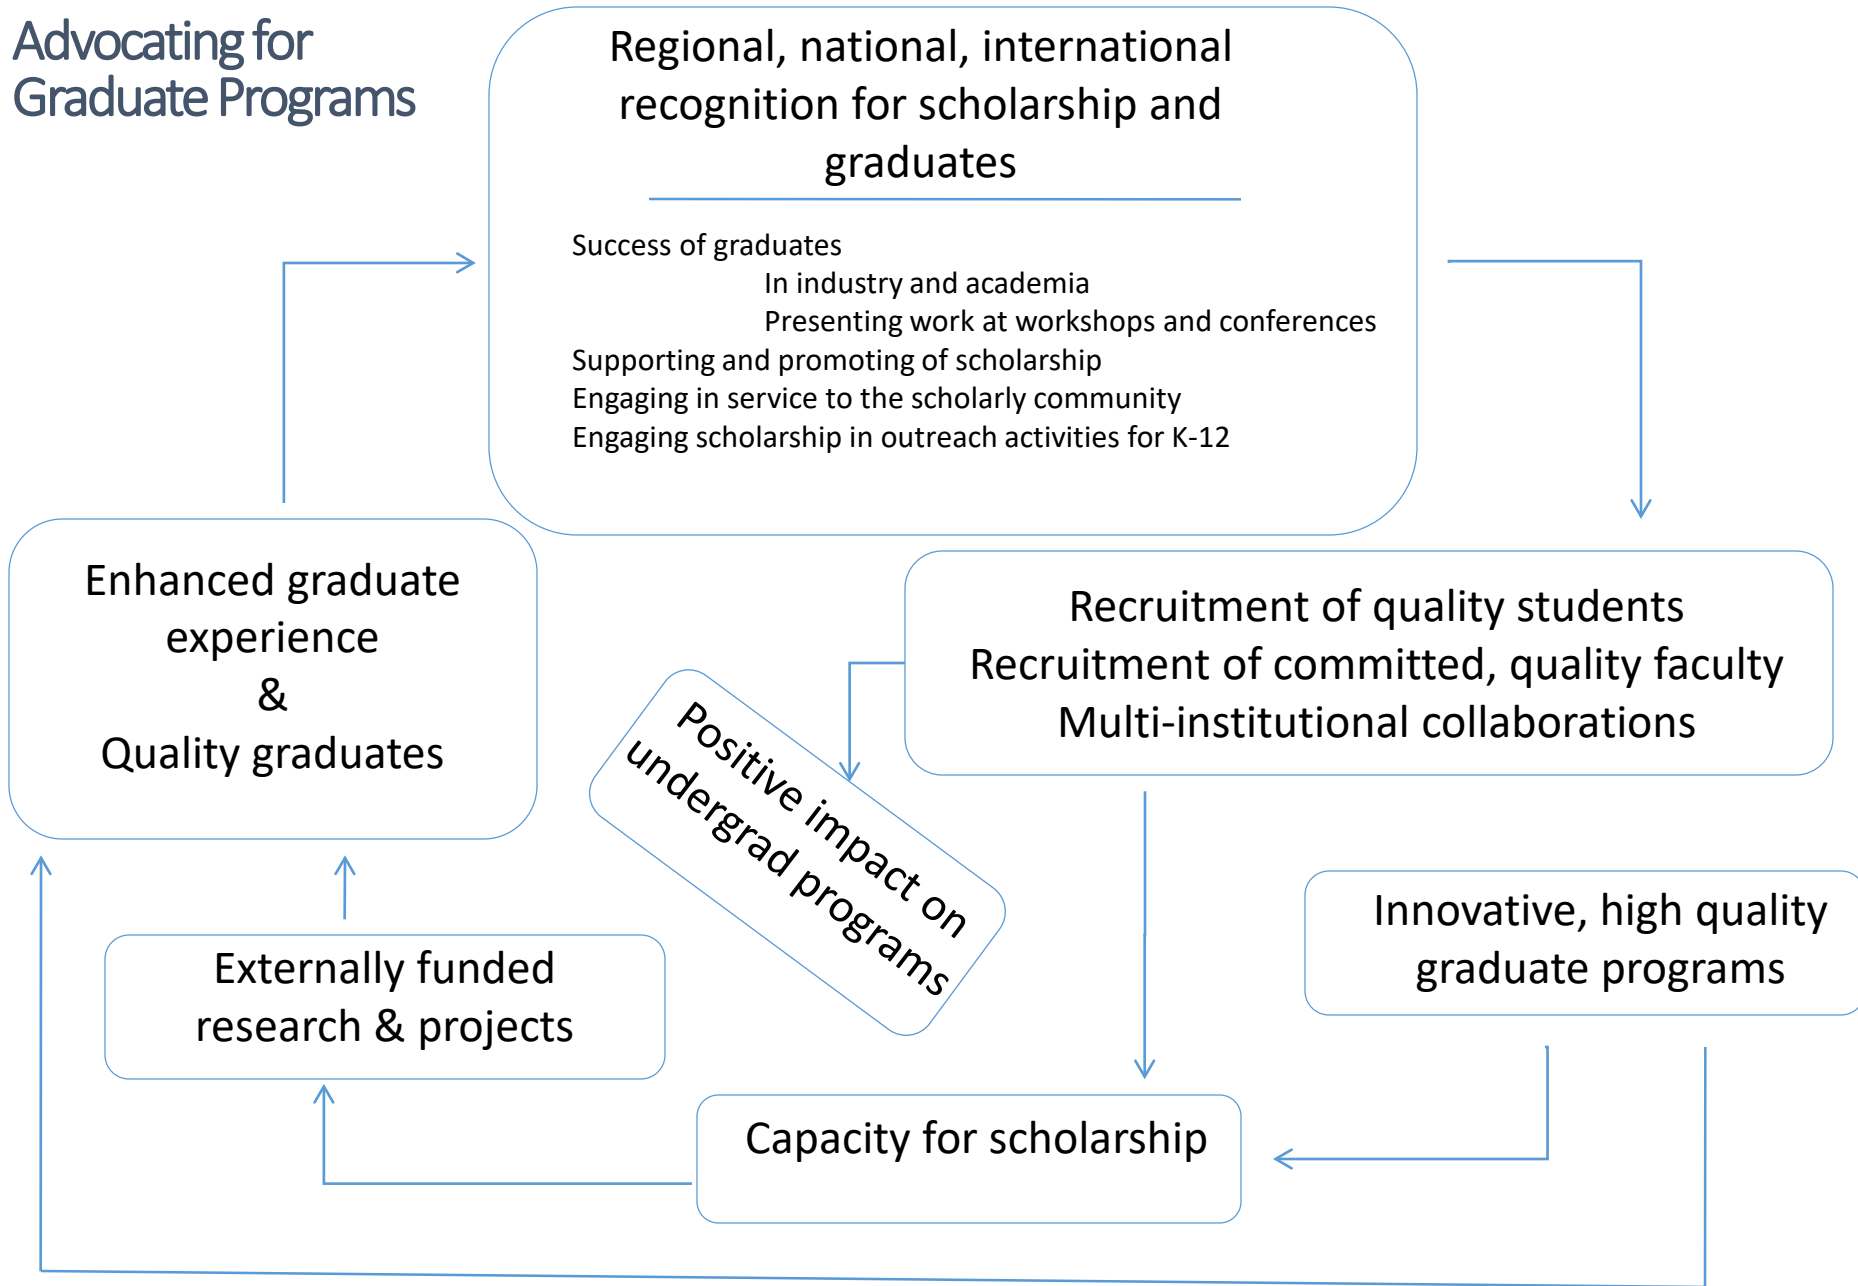 Advocating for
Graduate Programs
Regional, national, international
recognition for scholarship and
graduates
Success of graduates
In industry and academia
Presenting work at workshops and conferences
Supporting and promoting of scholarship
Engaging in service to the scholarly community
Engaging scholarship in outreach activities for K-12
Enhanced graduate
experience
&
Quality graduates
Recruitment of quality students
Recruitment of committed, quality faculty
Multi-institutional collaborations
Positive impact on
undergrad programs
Innovative, high quality
graduate programs
Externally funded
research & projects
Capacity for scholarship